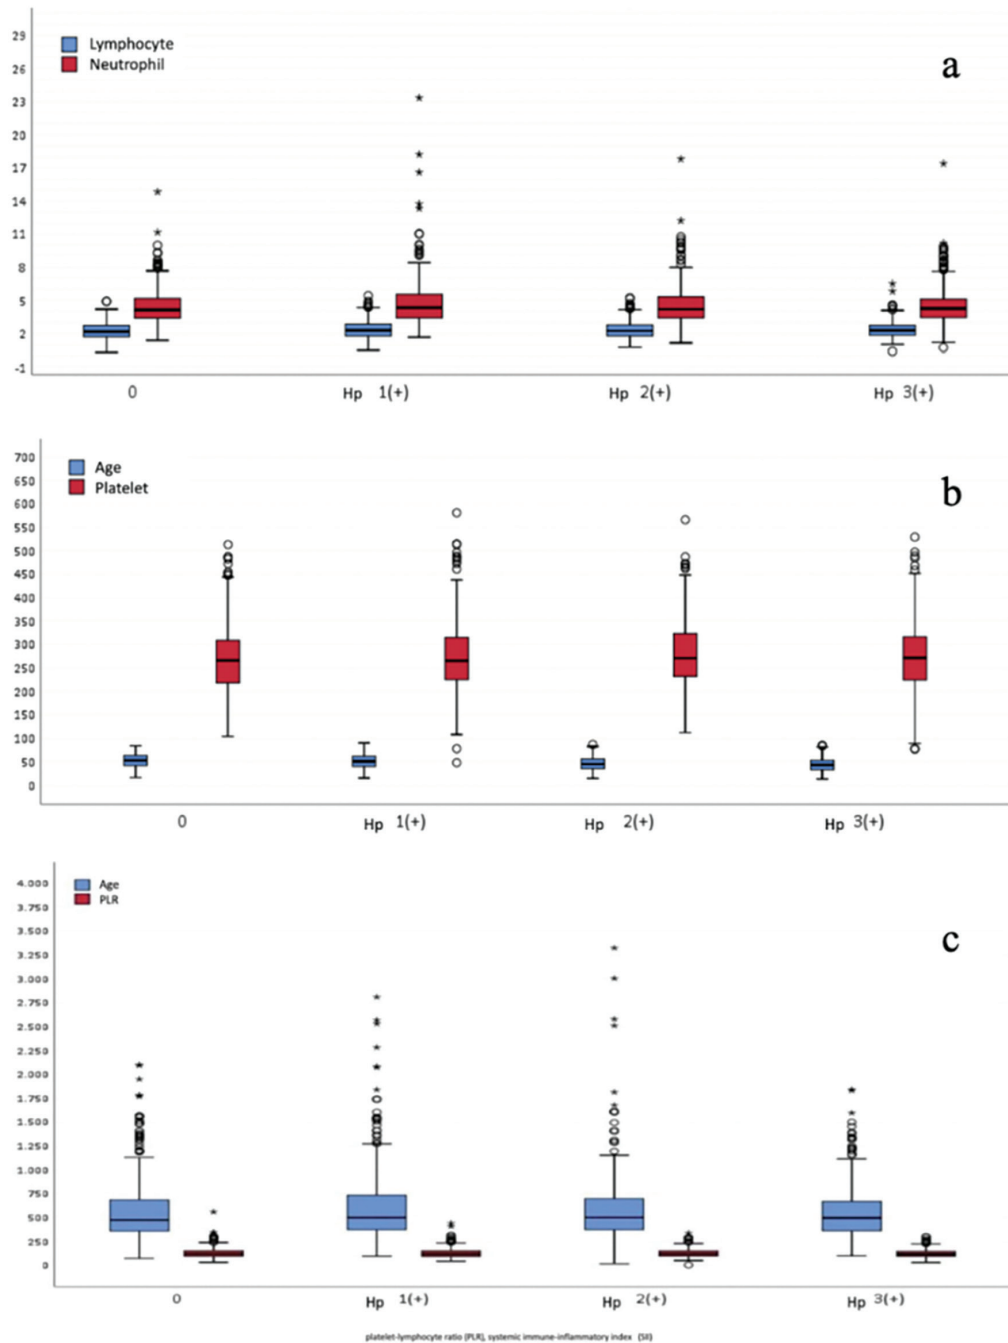 29
Lymphocyte
Neutrophil
a
26
23
20
17
14
11
8
5
2
-1
0
Hp 1(+)
Hp 2(+)
Hp 3(+)
700
Age
Platelet
b
650
600
550
500
450
400
350
300
250
200
150
100
50
0
0
Hp 1(+)
Hp 2(+)
Hp 3(+)
4.000
Age
PLR
c
3.750
3.500
3.250
3.000
2.750
2.500
2.250
2.000
1.750
1.500
1.250
1.000
750
500
250
0
0
Hp 1(+)
Hp 2(+)
Hp 3(+)
platelet-lymphocyte ratio (PLR), systemic immune-inflammatory index (SII)